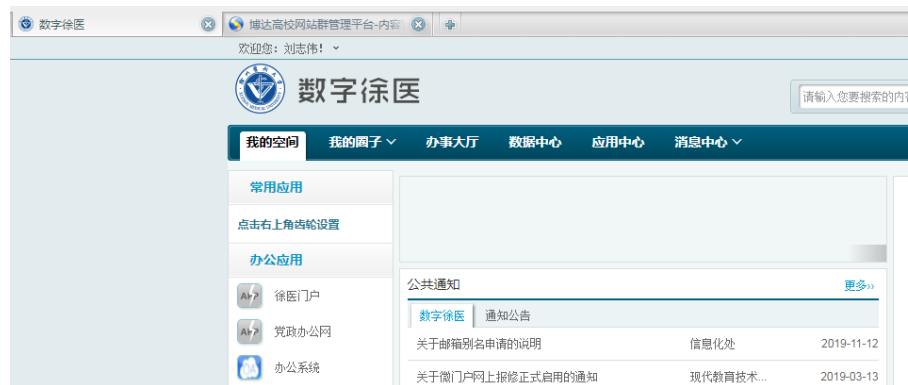 数字徐医 博达高校网站群管理平台-内容
欢迎您：刘志伟！
数字徐医
请输入您要搜索的内容
我的空间 我的圈子 办事大厅 数据中心 应用中心 消息中心
常用应用
点击右上角齿轮设置
办公应用
公共通知 更多››
徐医门户
数字徐医 通知公告
党政办公网
关于邮箱别名申请的说明 信息化处 2019-11-12
办公系统
关于微门户网上报修正式启用的通知 现代教育技术... 2019-03-13